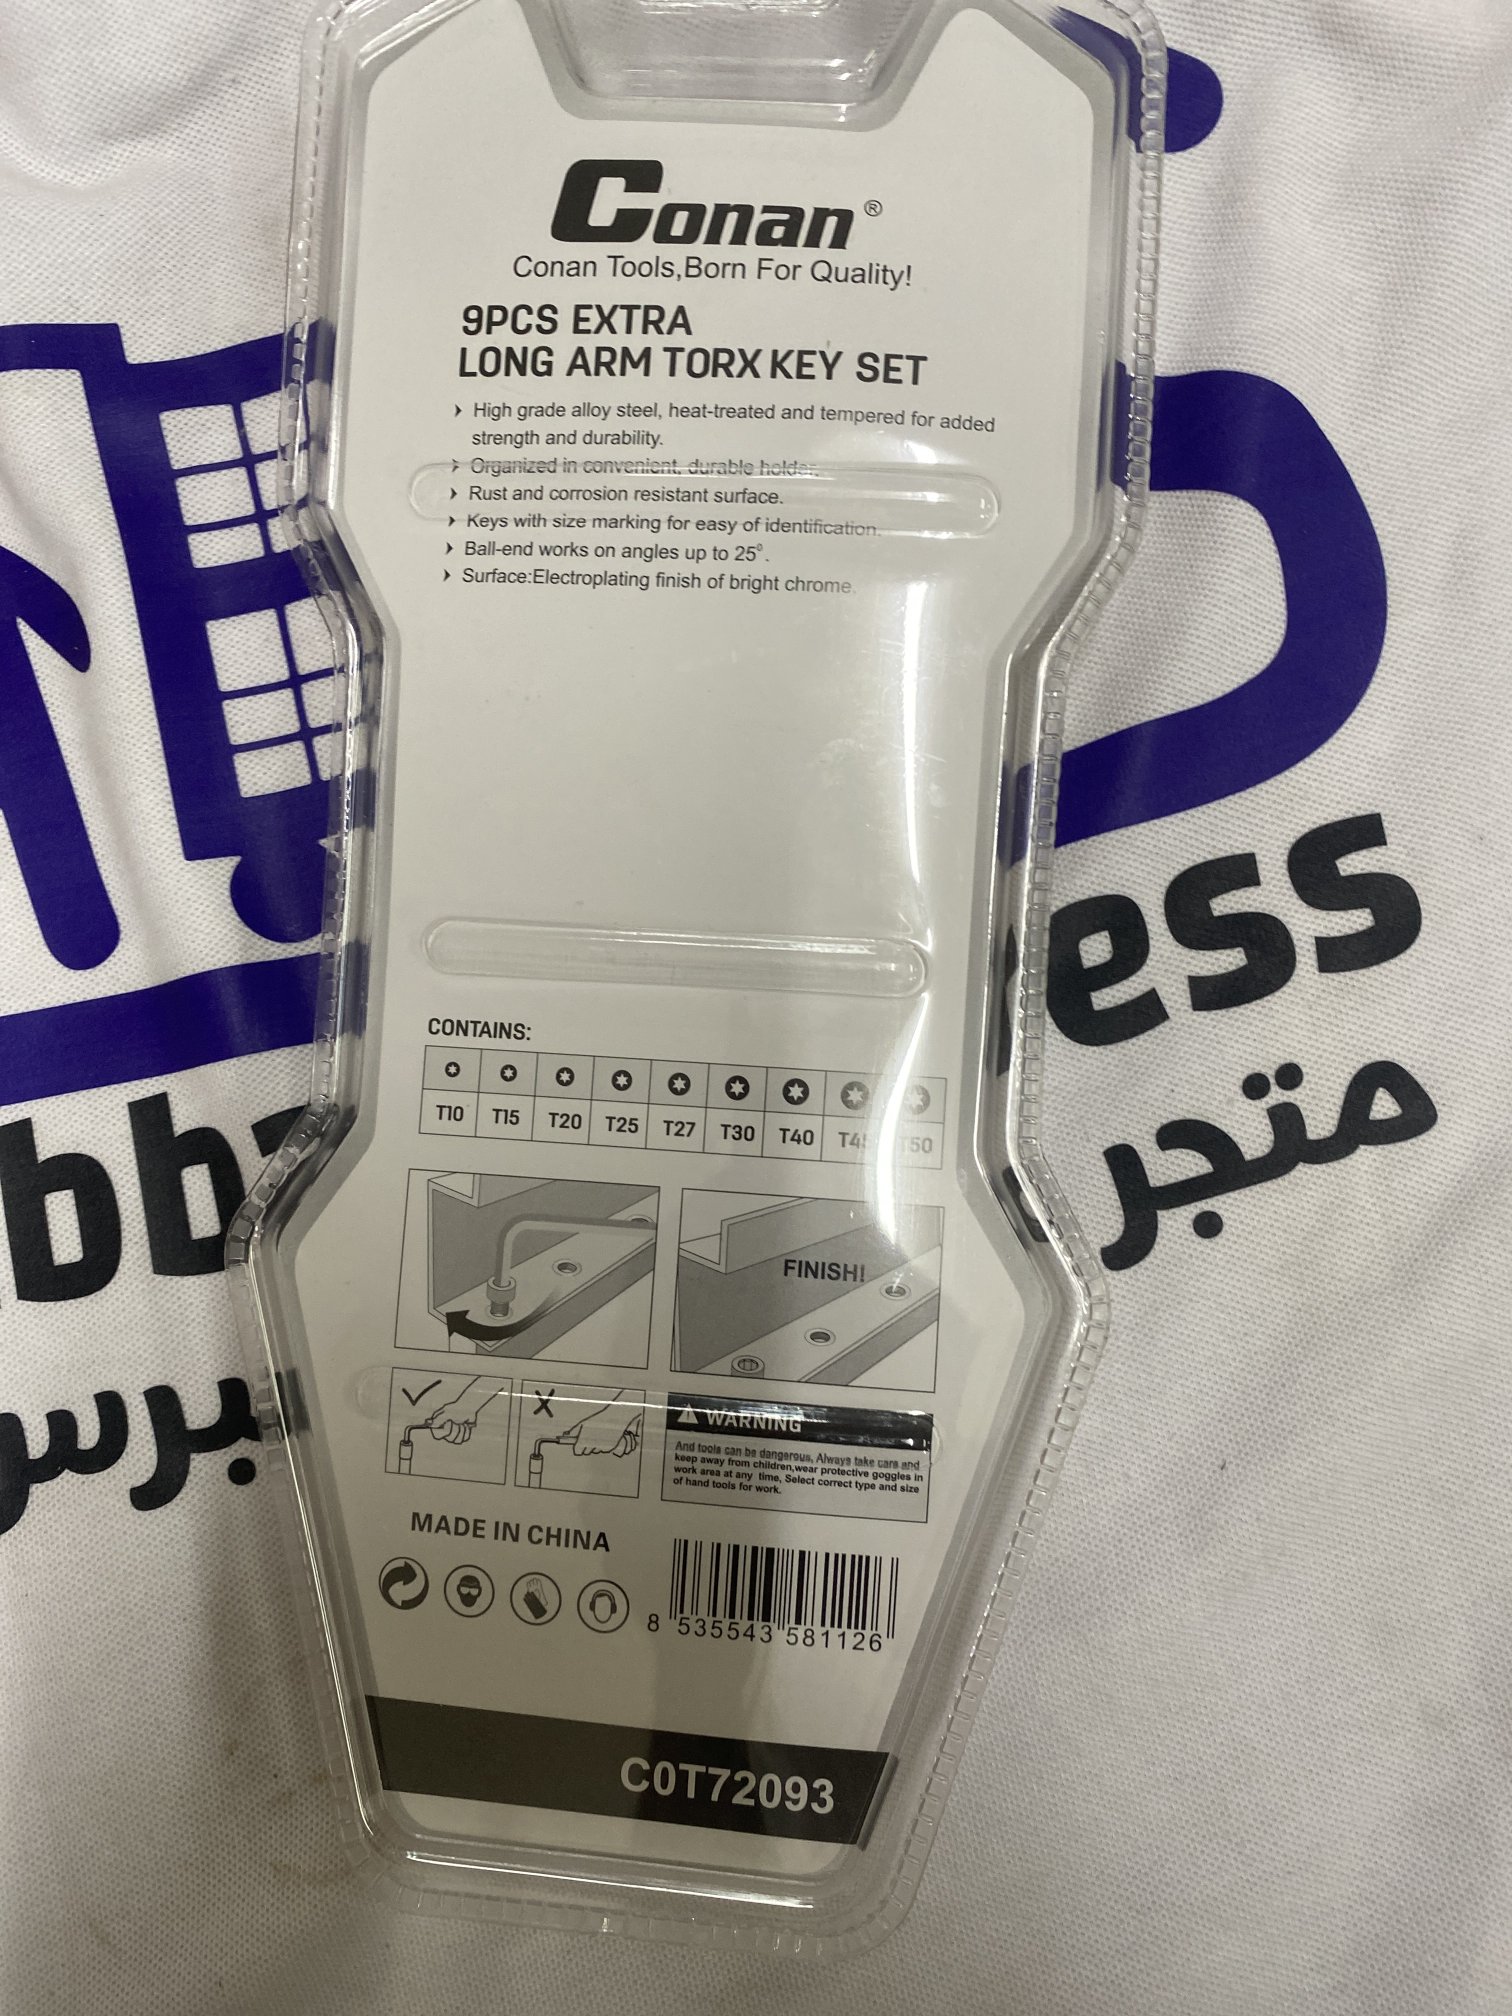 Conan®
Conan Tools,Born For Quality!
9PCS EXTRA
LONG ARM TORX KEY SET
High grade alloy steel, heat-treated and tempered for added
strength and durability.
Organized in convenient, durable holder.
Rust and corrosion resistant surface.
Keys with size marking for easy of identification.
Ball-end works on angles up to 25°.
Surface:Electroplating finish of bright chrome.
ess
متجر
bb
برس
CONTAINS:
T10 T15 T20 T25 T27 T30 T40 T45 T50
FINISH!
WARNING
And tools can be dangerous, Always take care and
keep away from children,wear protective goggles in
work area at any time, Select correct type and size
of hand tools for work.
MADE IN CHINA
8 535543 581126
C0T72093